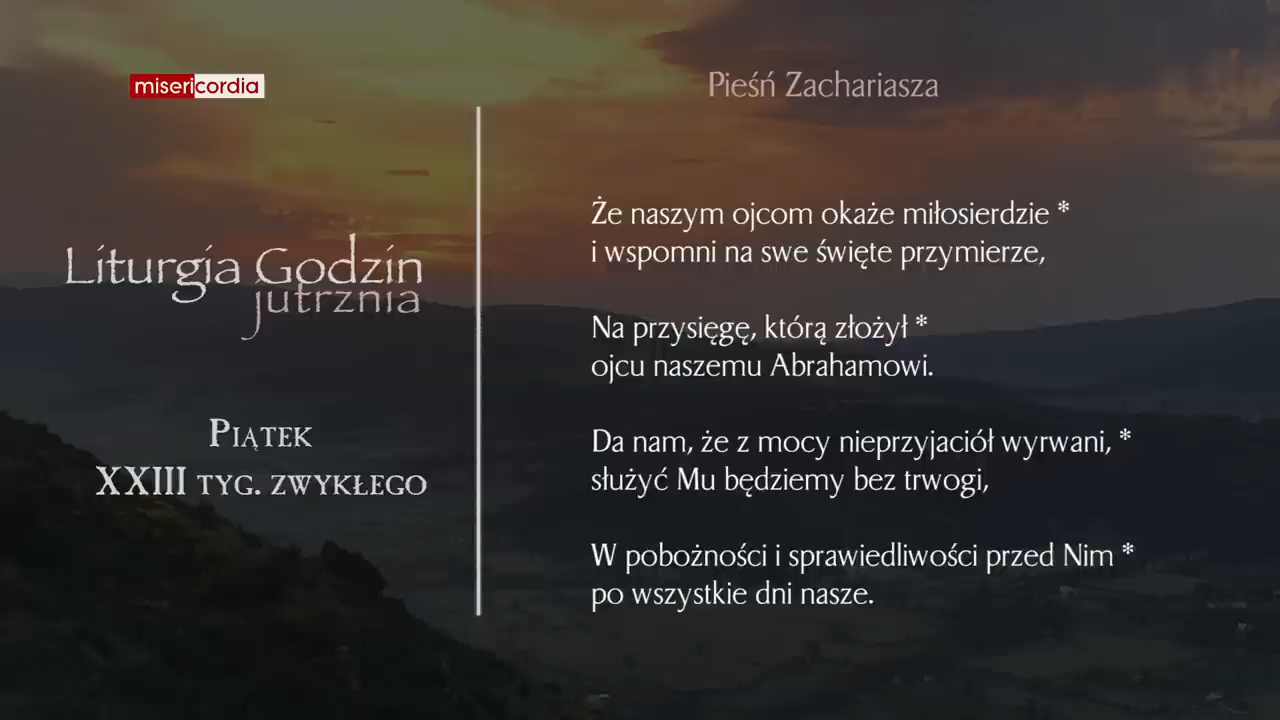 misericordia
Liturgia Godzin
jutrznia
Piątek
XXIII tyg. zwykłego
Pieśń Zachariasza
Że naszym ojcom okaże miłosierdzie *
i wspomni na swe święte przymierze,
Na przysięgę, którą złożył *
ojcu naszemu Abrahamowi.
Da nam, że z mocy nieprzyjaciół wyrwani, *
służyć Mu będziemy bez trwogi,
W pobożności i sprawiedliwości przed Nim *
po wszystkie dni nasze.